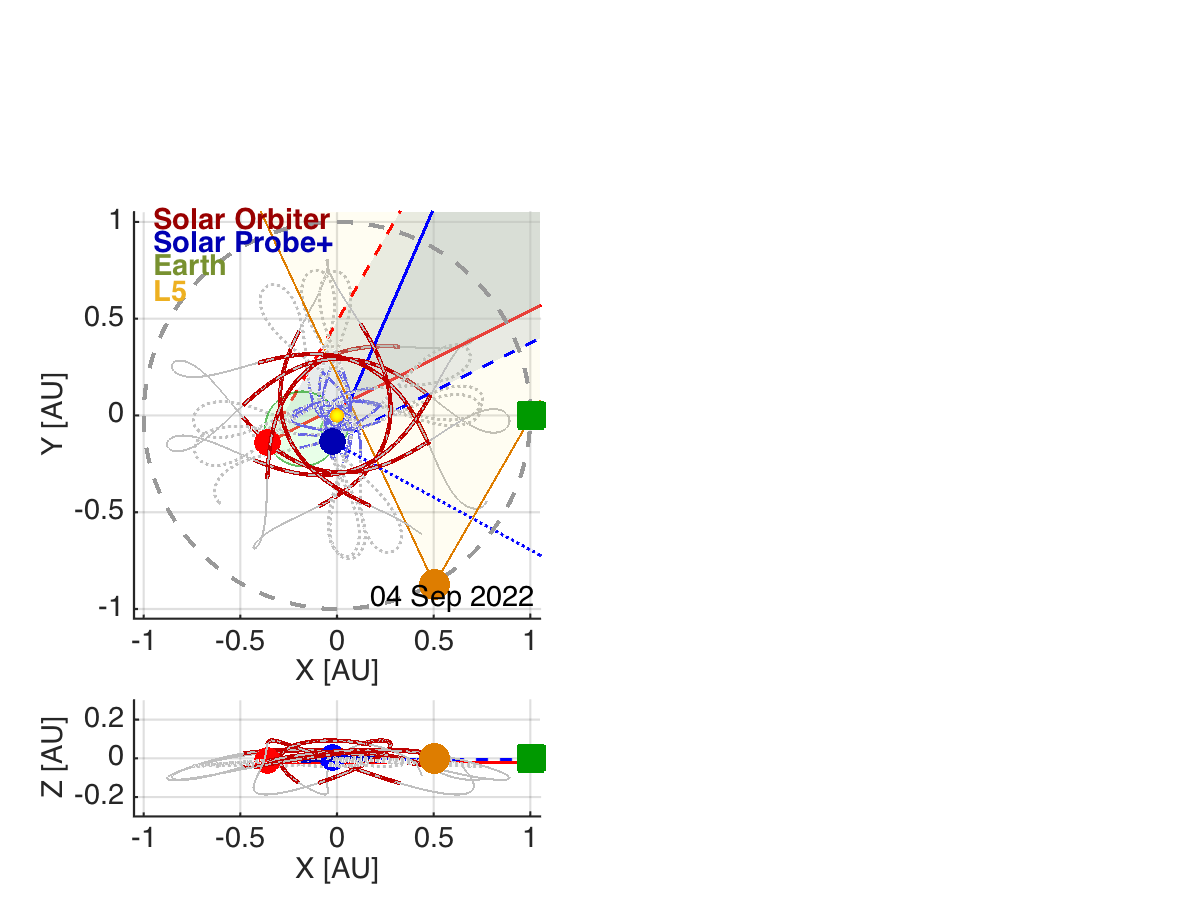 Solar Orbiter
Solar Probe+
Earth
L5
1
0.5
0
-0.5
-1
Y [AU]
04 Sep 2022
-1 -0.5 0 0.5 1
X [AU]
0.2
0
-0.2
Z [AU]
-1 -0.5 0 0.5 1
X [AU]